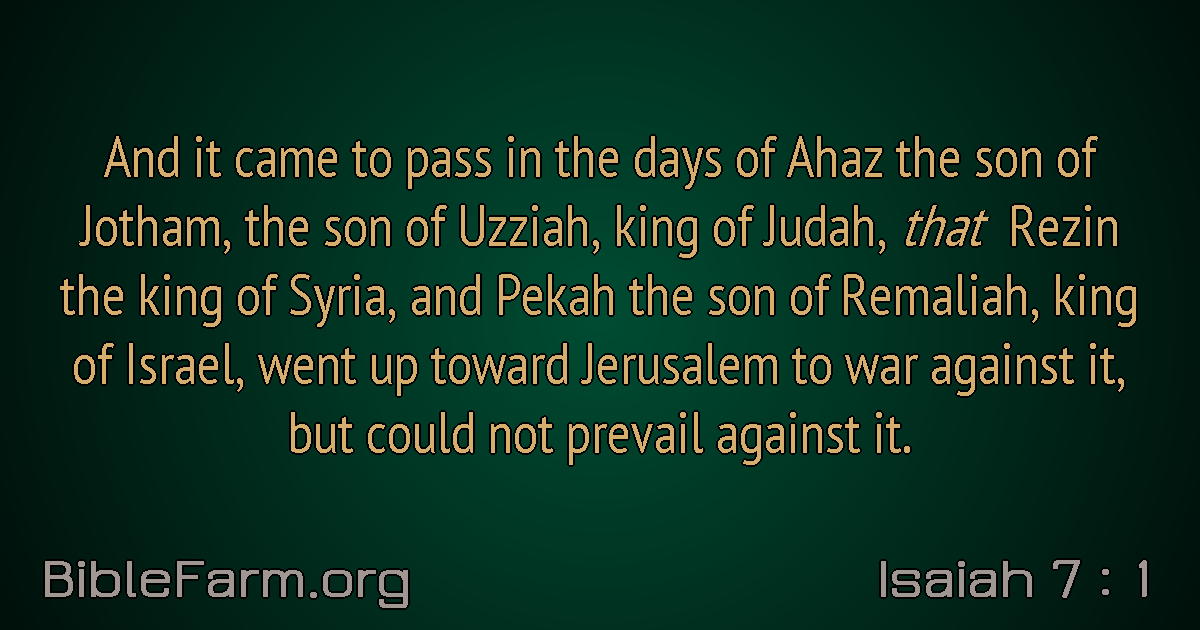 And it came to pass in the days of Ahaz the son of
Jotham, the son of Uzziah, king of Judah, that Rezin
the king of Syria, and Pekah the son of Remaliah, king
of Israel, went up toward Jerusalem to war against it,
but could not prevail against it.
BibleFarm.org
Isaiah 7 : 1